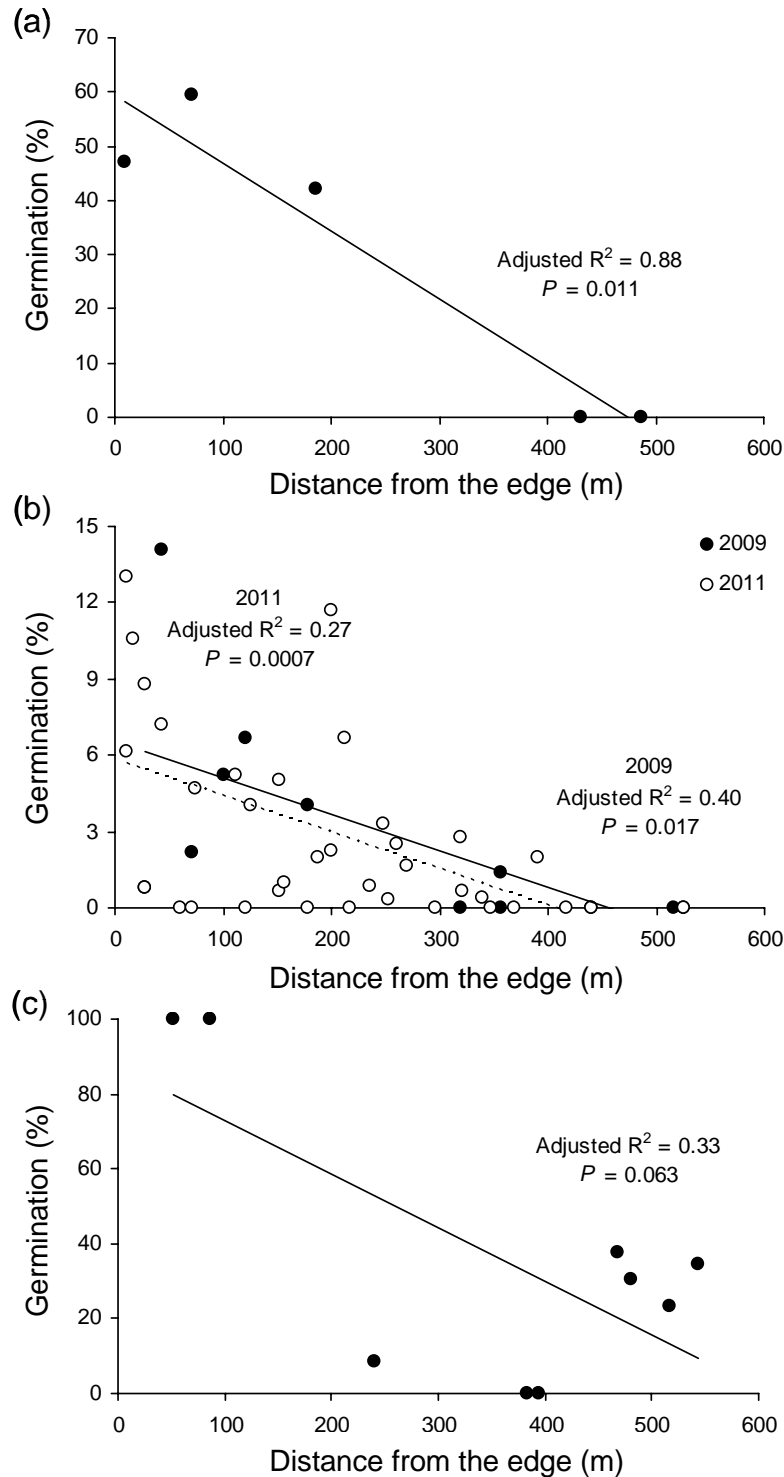 (a)
70
60
50
40
30
20
10
0
Germination (%)
Adjusted R² = 0.88
P = 0.011
0 100 200 300 400 500 600
Distance from the edge (m)
(b)
15
12
9
6
3
0
Germination (%)
2009
2011
2011
Adjusted R² = 0.27
P = 0.0007
2009
Adjusted R² = 0.40
P = 0.017
0 100 200 300 400 500 600
Distance from the edge (m)
(c)
100
80
60
40
20
0
Germination (%)
Adjusted R² = 0.33
P = 0.063
0 100 200 300 400 500 600
Distance from the edge (m)